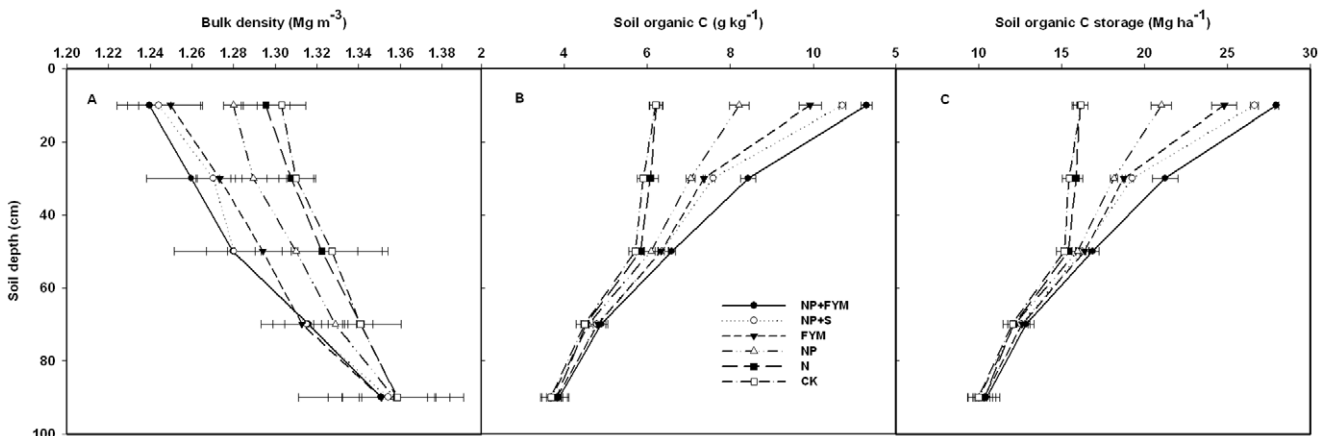 Bulk density (Mg m-3)
Soil organic C (g kg-1)
Soil organic C storage (Mg ha-1)
1.20 1.22 1.24 1.26 1.28 1.30 1.32 1.34 1.36 1.38 2 4 6 8 10 5 10 15 20 25 30
0
A
B
C
20
40
Soil depth (cm)
60
NP+FYM
NP+S
FYM
NP
N
CK
80
100